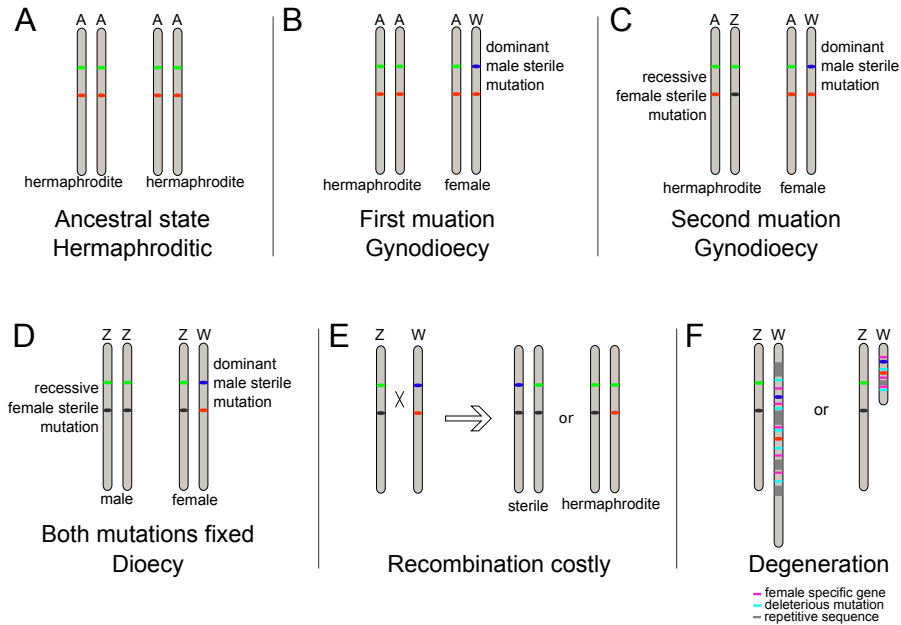 A
A A A A
hermaphrodite hermaphrodite
Ancestral state
Hermaphroditic
B
A A A W
dominant
male sterile
mutation
hermaphrodite female
First muation
Gynodioecy
C
A Z A W
dominant
male sterile
mutation
recessive
female sterile
mutation
hermaphrodite female
Second muation
Gynodioecy
D
Z Z Z W
dominant
male sterile
mutation
recessive
female sterile
mutation
male female
Both mutations fixed
Dioecy
E
Z W
or
sterile hermaphrodite
Recombination costly
F
Z W Z W
or
Degeneration
female specific gene
deleterious mutation
repetitive sequence